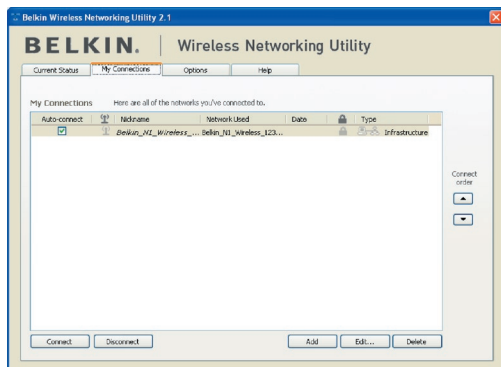 Belkin Wireless Networking Utility 2.1
BELKIN. Wireless Networking Utility
Current Status My Connections Options Help
My Connections Here are all of the networks you've connected to.
Auto-connect Nickname Network Used Date Type
Belkin_N1_Wireless_... Belkin_N1_Wireless_123... Infrastructure
Connect order
Connect Disconnect Add Edit... Delete